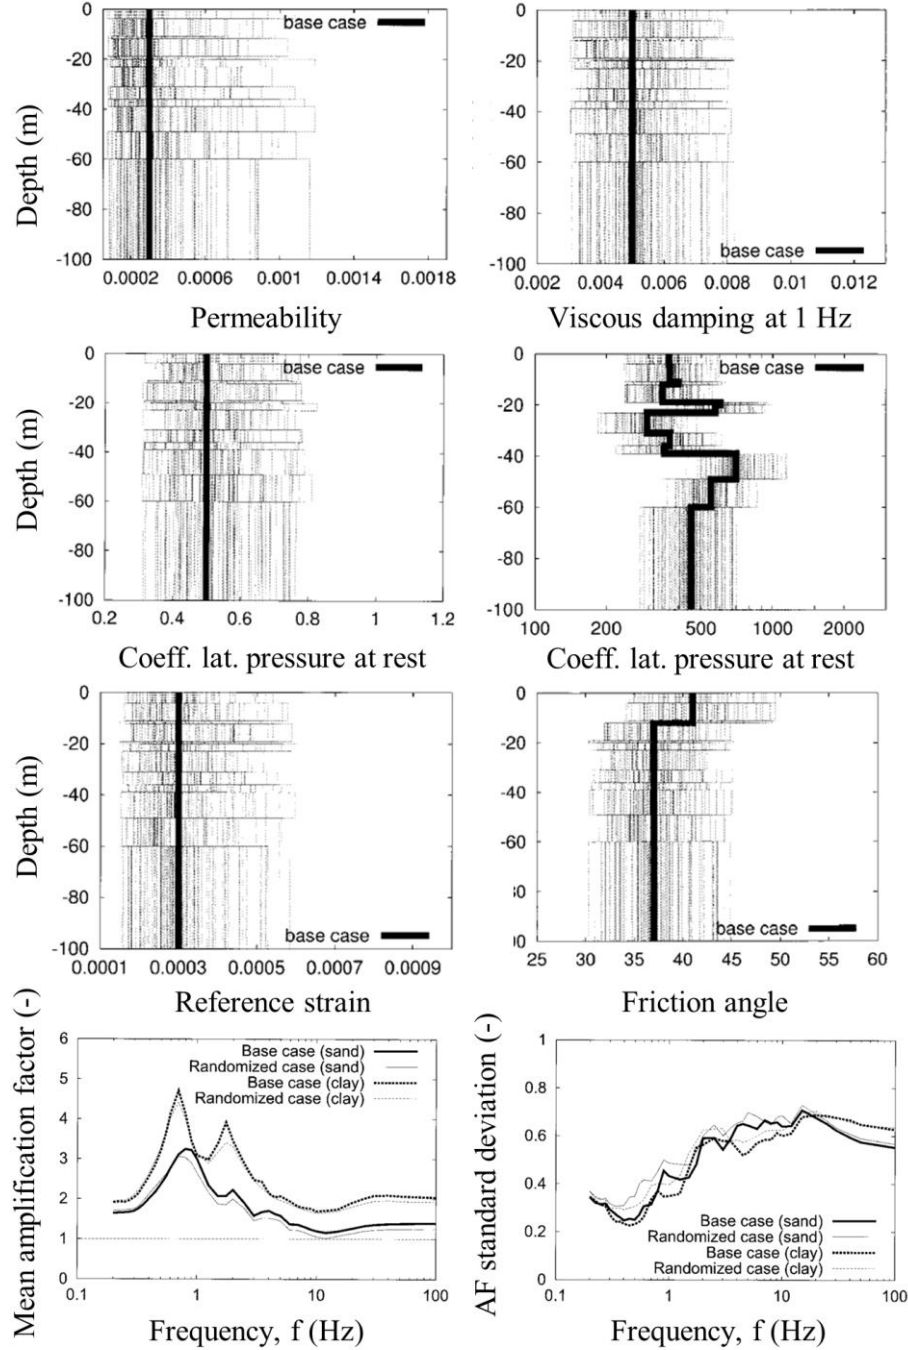 Depth (m)
0
-20
-40
-60
-80
-100
base case
0.0002 0.0006 0.001 0.0014 0.0018
Permeability
0
-20
-40
-60
-80
-100
base case
0.002 0.004 0.006 0.008 0.01 0.012
Viscous damping at 1 Hz
Depth (m)
0
-20
-40
-60
-80
-100
base case
0.2 0.4 0.6 0.8 1 1.2
Coeff. lat. pressure at rest
0
-20
-40
-60
-80
-100
base case
100 200 500 1000 2000
Coeff. lat. pressure at rest
Depth (m)
0
-20
-40
-60
-80
-100
base case
0.0001 0.0003 0.0005 0.0007 0.0009
Reference strain
0
-20
-40
-60
30
00
base case
25 30 35 40 45 50 55 60
Friction angle
Mean amplification factor (-)
6
5
4
3
2
1
0
Base case (sand)
Randomized case (sand)
Base case (clay)
Randomized case (clay)
0.1 1 10 100
Frequency, f (Hz)
AF standard deviation (-)
1
0.8
0.6
0.4
0.2
0
Base case (sand)
Randomized case (sand)
Base case (clay)
Randomized case (clay)
0.1 1 10 100
Frequency, f (Hz)